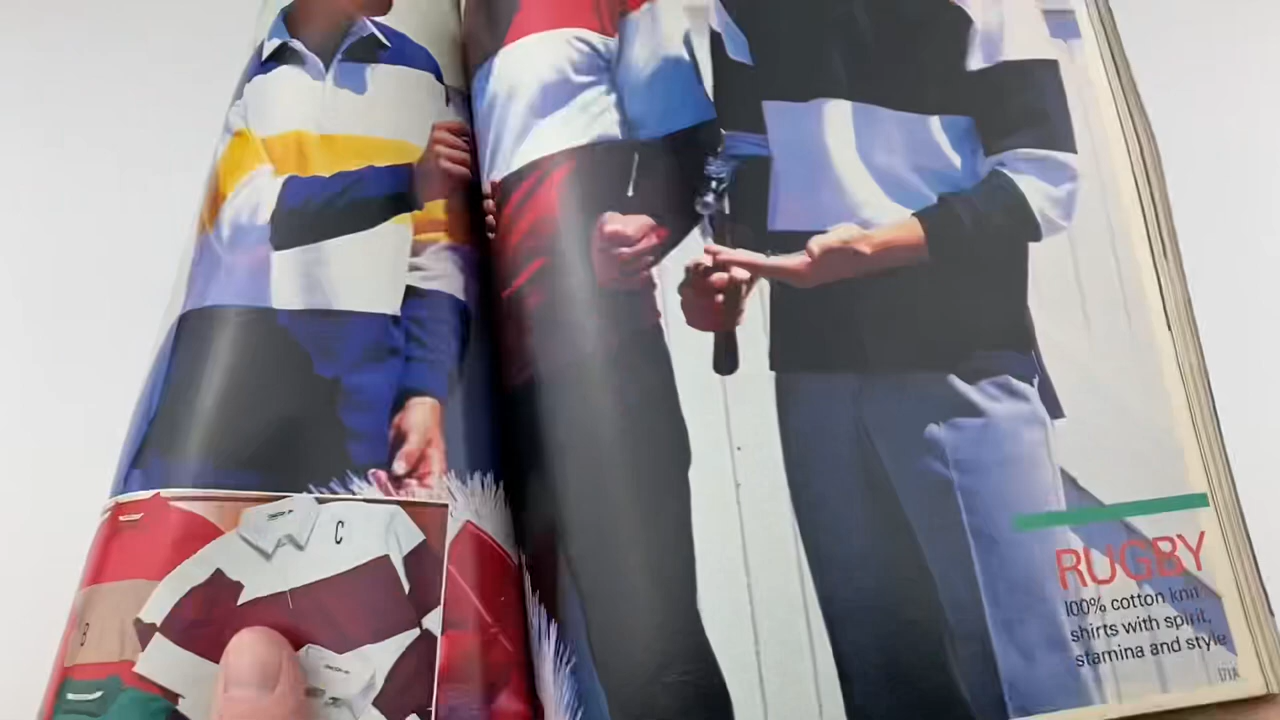 C
B
RUGBY
100% cotton knit
shirts with spirit,
stamina and style